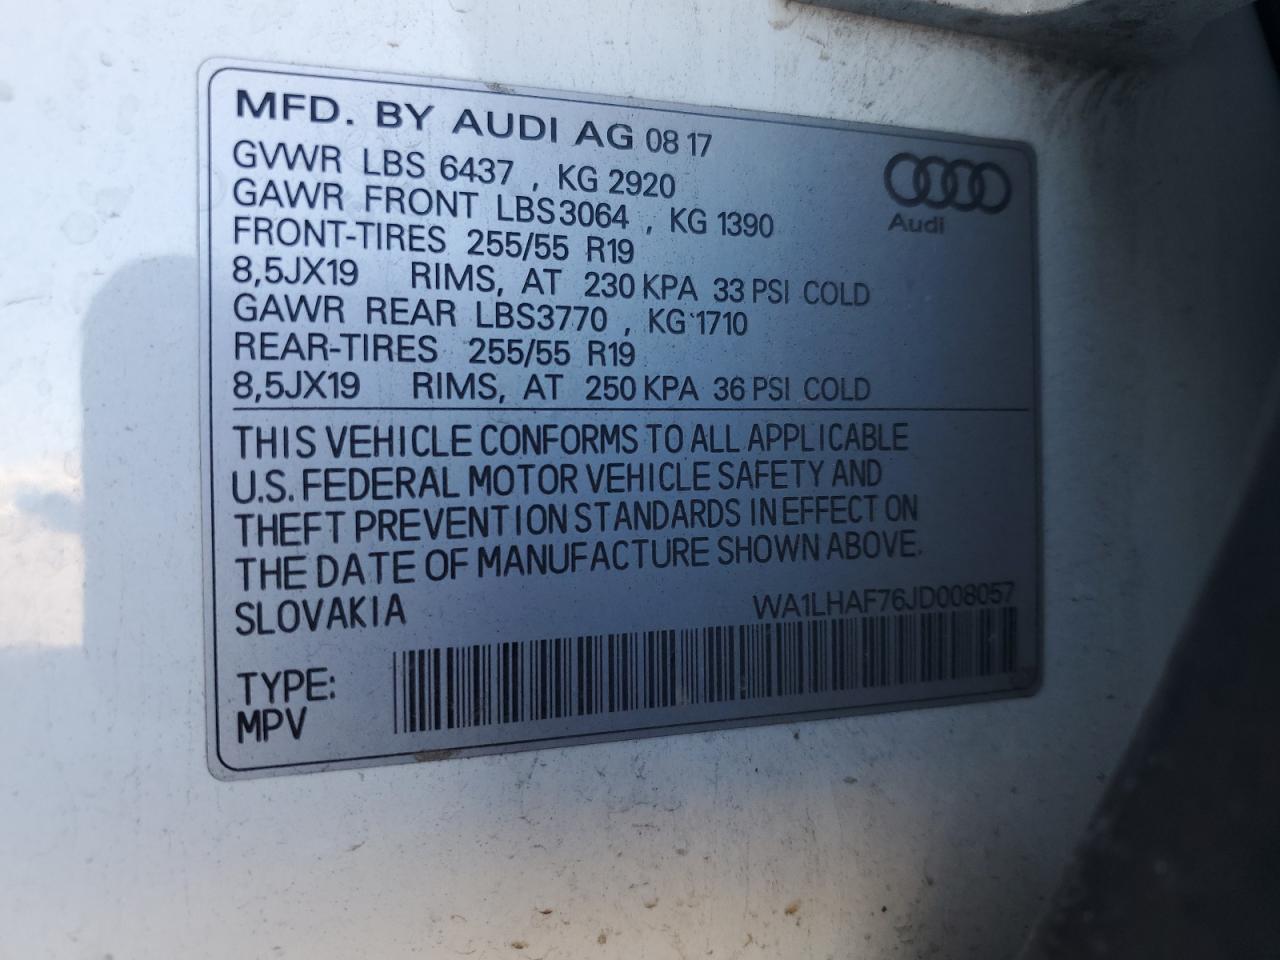 MFD. BY AUDI AG 08 17
GVWR LBS 6437 , KG 2920
GAWR FRONT LBS3064 , KG 1390
FRONT-TIRES 255/55 R19
8,5JX19 RIMS, AT 230 KPA 33 PSI COLD
GAWR REAR LBS3770 , KG 1710
REAR-TIRES 255/55 R19
8,5JX19 RIMS, AT 250 KPA 36 PSI COLD
Audi
THIS VEHICLE CONFORMS TO ALL APPLICABLE
U.S. FEDERAL MOTOR VEHICLE SAFETY AND
THEFT PREVENTION STANDARDS IN EFFECT ON
THE DATE OF MANUFACTURE SHOWN ABOVE.
SLOVAKIA
WA1LHAF76JD008057
TYPE:
MPV